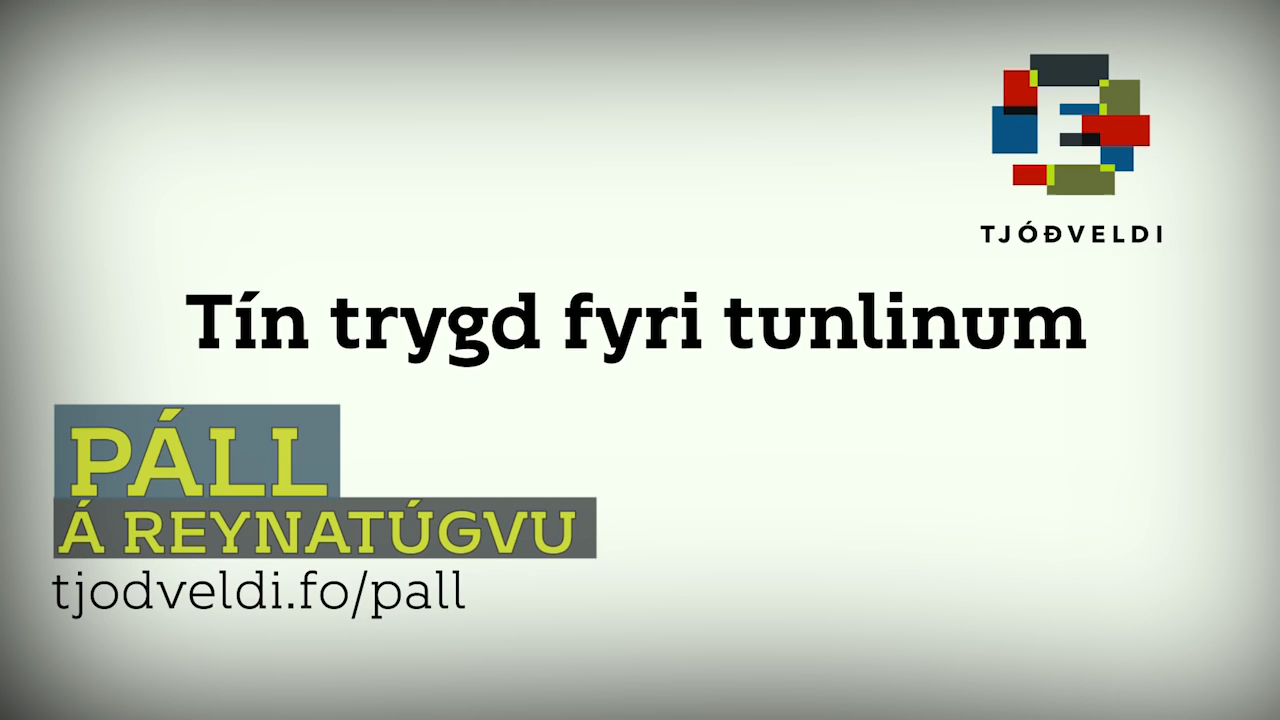 E
TJÓÐVELDI
Tín trygd fyri tunlinum
PÁLL
Á REYNATÚGVU
tjodveldi.fo/pall